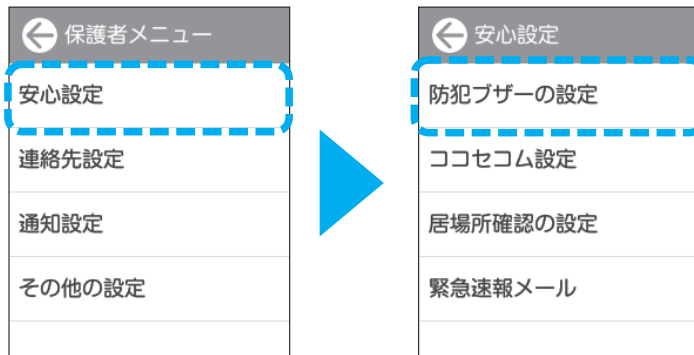 保護者メニュー
安心設定
連絡先設定
通知設定
その他の設定
安心設定
防犯ブザーの設定
ココセコム設定
居場所確認の設定
緊急速報メール